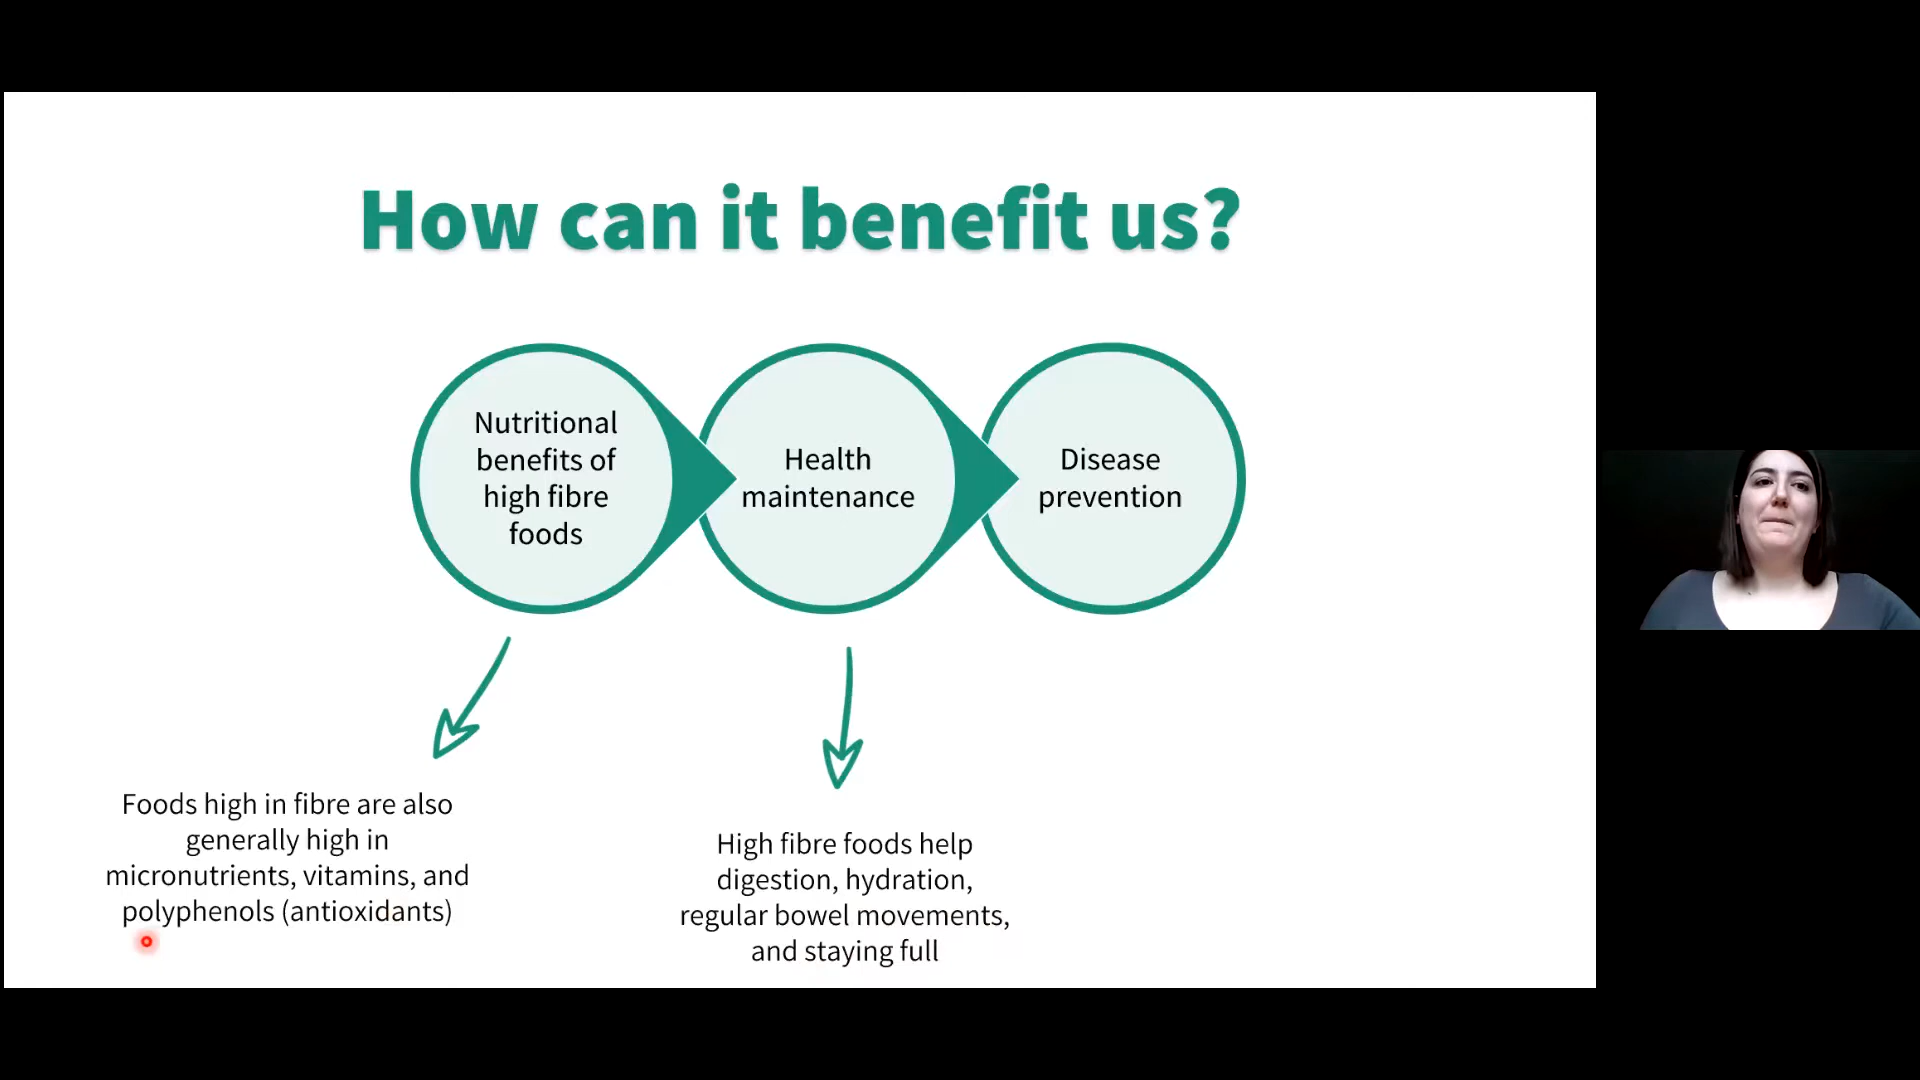 How can it benefit us?
Nutritional
benefits of
high fibre
foods
Health
maintenance
Disease
prevention
Foods high in fibre are also
generally high in
micronutrients, vitamins, and
polyphenols (antioxidants)
High fibre foods help
digestion, hydration,
regular bowel movements,
and staying full